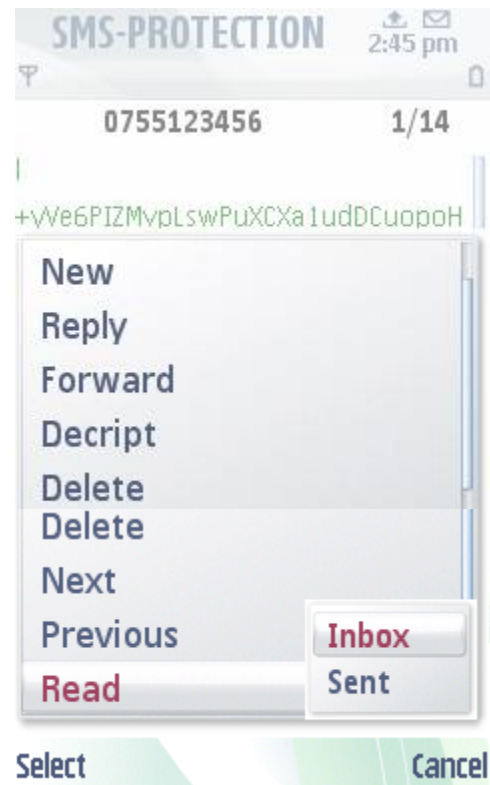 SMS-PROTECTION
2:45 pm
0755123456 1/14
+vVe6PIZMvpLswPuXCXa1udDCuopoH
New
Reply
Forward
Decript
Delete
Delete
Next
Previous
Inbox
Read
Sent
Select Cancel